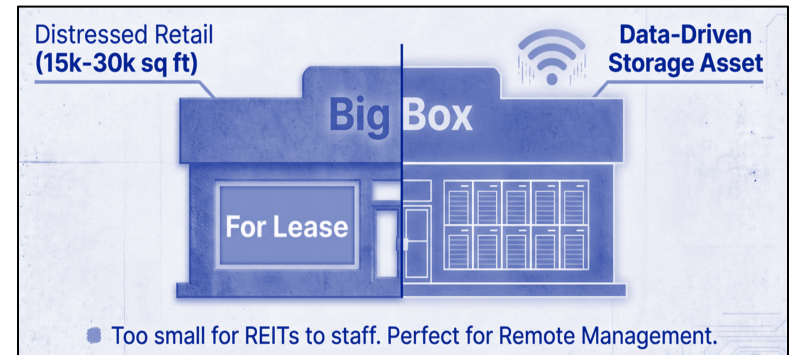 Distressed Retail
(15k-30k sq ft)
Data-Driven
Storage Asset
Big Box
For Lease
Too small for REITs to staff. Perfect for Remote Management.